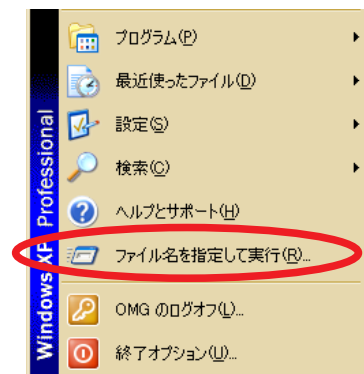 Windows XP Professional
プログラム(P)
最近使ったファイル(D)
設定(S)
検索(C)
ヘルプとサポート(H)
ファイル名を指定して実行(R)...
OMG のログオフ(L)...
終了オプション(U)...